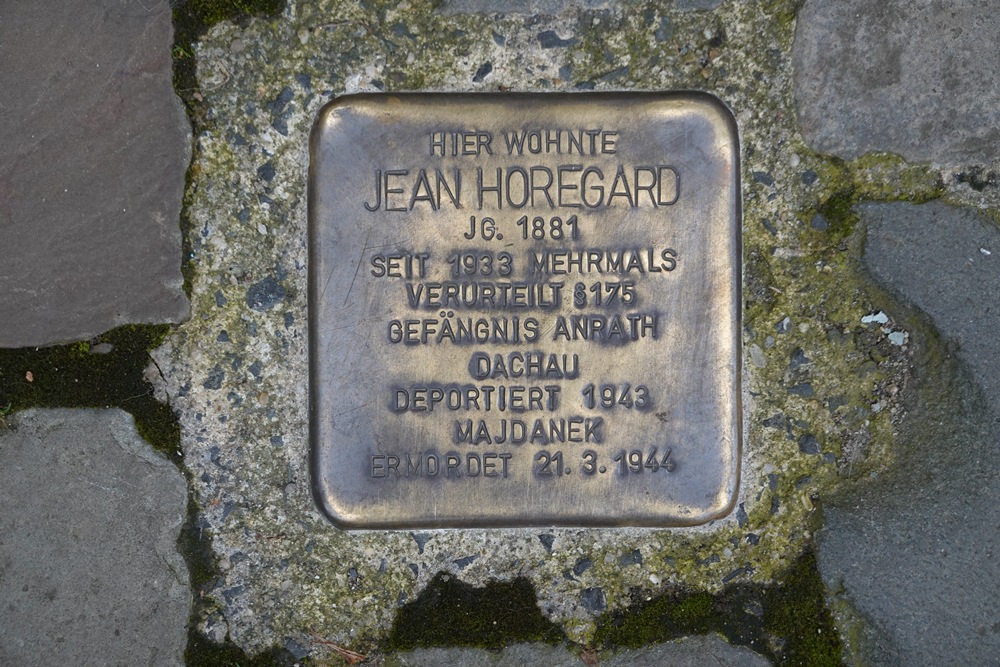 HIER WOHNTE
JEAN HOREGARD
JG. 1881
SEIT 1933 MEHRMALS
VERURTEILT §175
GEFÄNGNIS ANRATH
DACHAU
DEPORTIERT 1943
MAJDANEK
ERMORDET 21.3.1944